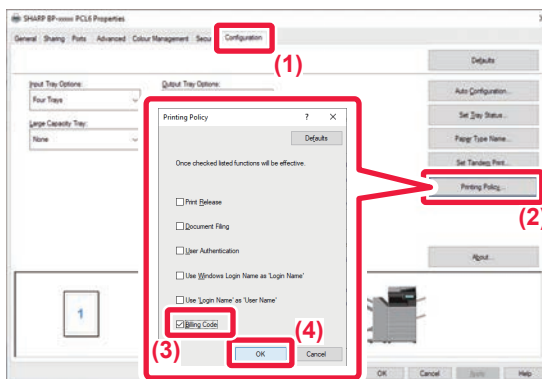 SHARP BP-xxxxx PCL6 Properties
General Sharing Ports Advanced Colour Management Secu Configuration
(1)
Defaults
Input Tray Options:
Output Tray Options:
Four Trays
Auto Configuration...
Large Capacity Tray:
None
Set Tray Status...
Paper Type Name...
Set Tandem Print...
Printing Policy...
(2)
About...
Printing Policy ? X
Defaults
Once checked listed functions will be effective.
Print Release
Document Filing
User Authentication
Use Windows Login Name as 'Login Name'
Use 'Login Name' as 'User Name'
Billing Code
(3)
(4)
OK Cancel
1
OK Cancel Apply Help